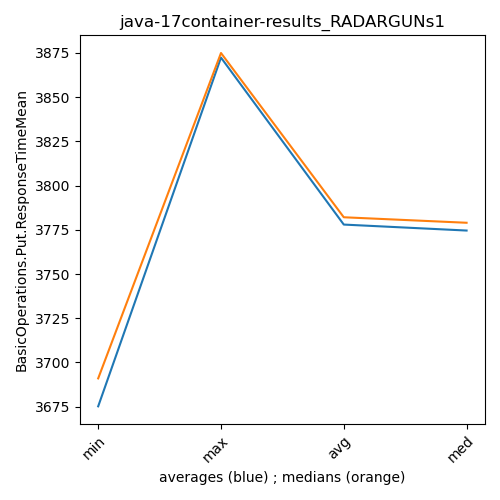 java-17container-results_RADARGUNs1
BasicOperations.Put.ResponseTimeMean
3875
3850
3825
3800
3775
3750
3725
3700
3675
min
max
avg
med
averages (blue) ; medians (orange)